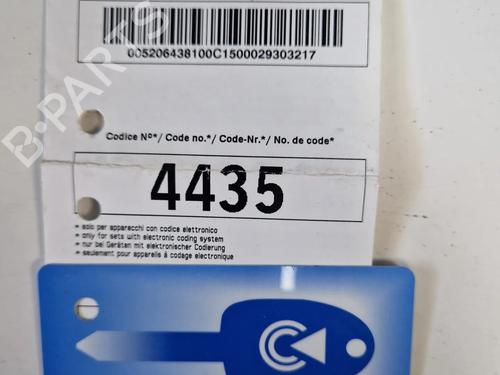 005206438100C1500029303217
Codice Nº*/ Code no.*/ Code-Nr.*/ No. de code*
4435
* solo per apparecchi con codice elettronico
* only for sets with electronic coding system
* nur bei Geräten mit elektronischer Codierung
* seulement pour appareils à codage electronique
B-PARTS